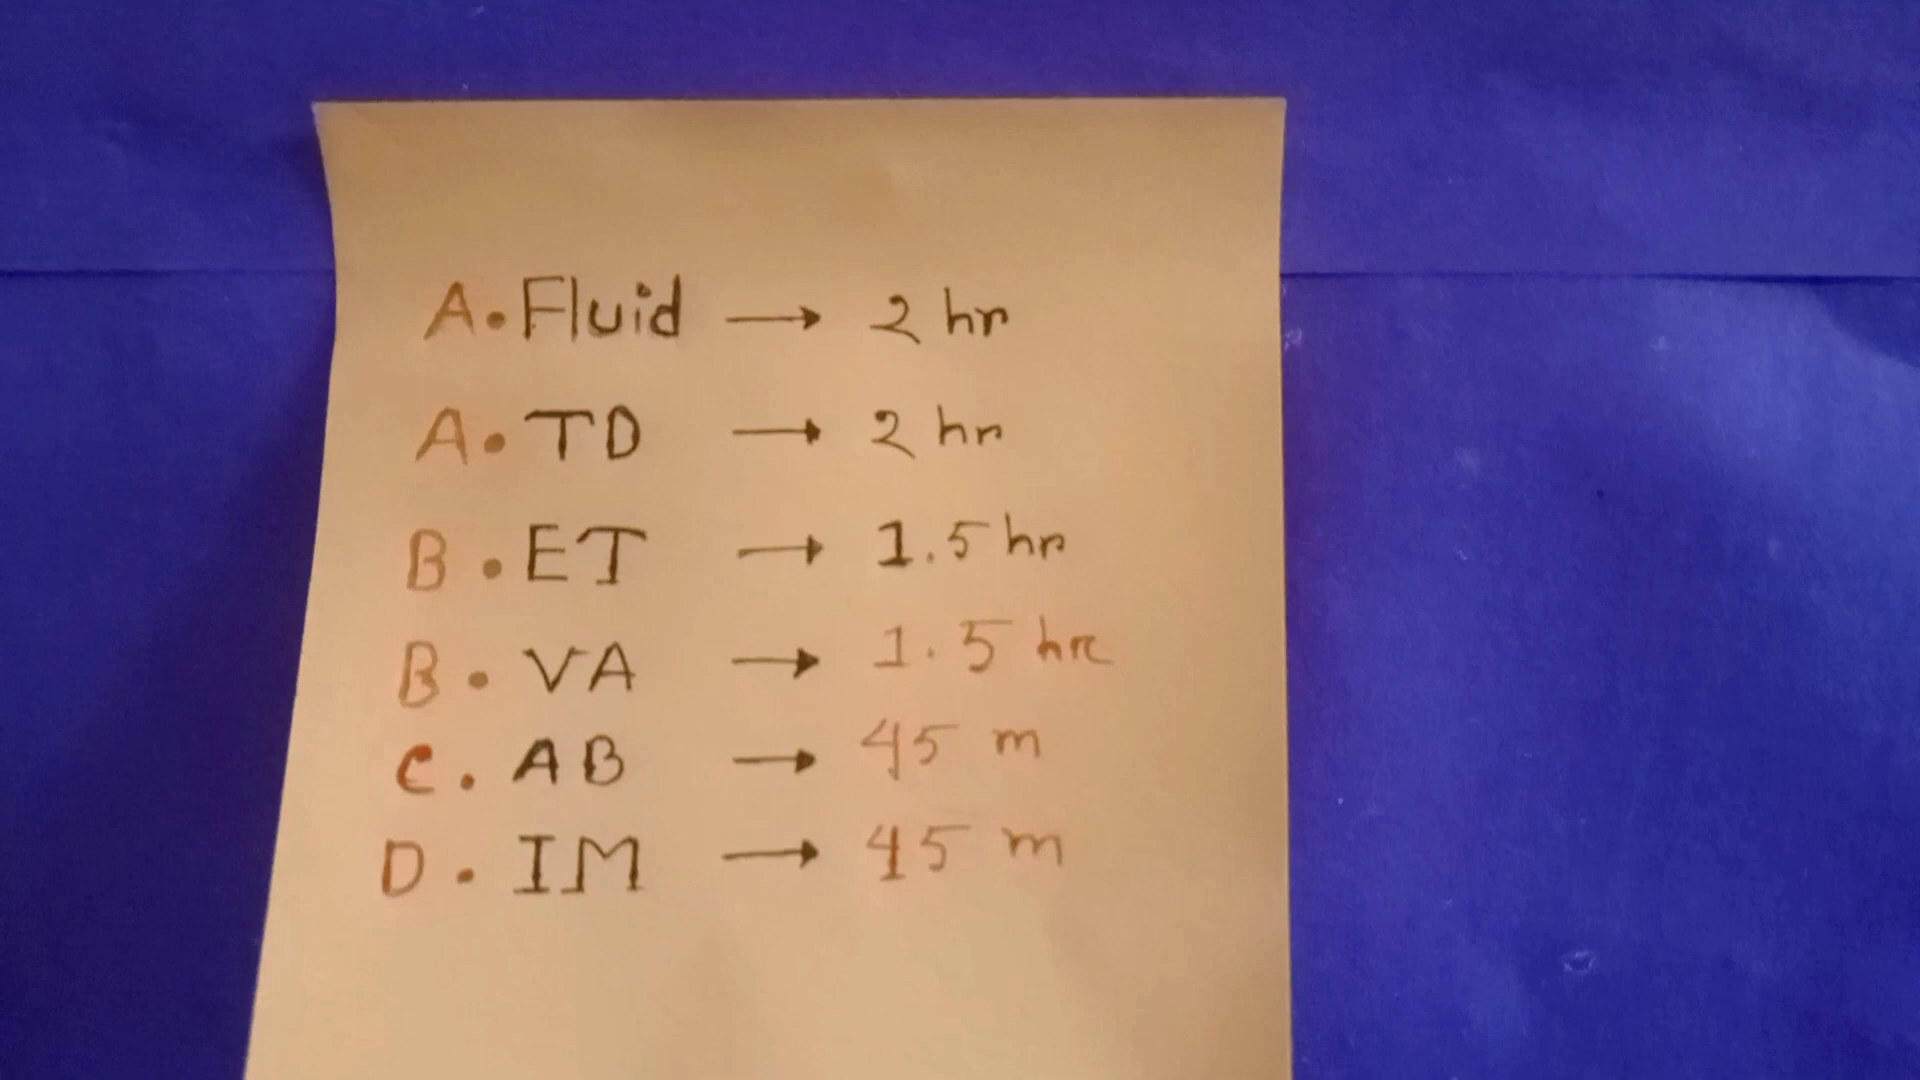 A. Fluid → 2 hr
A. TD → 2 hr
B. ET → 1.5 hr
B. VA → 1.5 hr
C. AB → 45 m
D. IM → 45 m